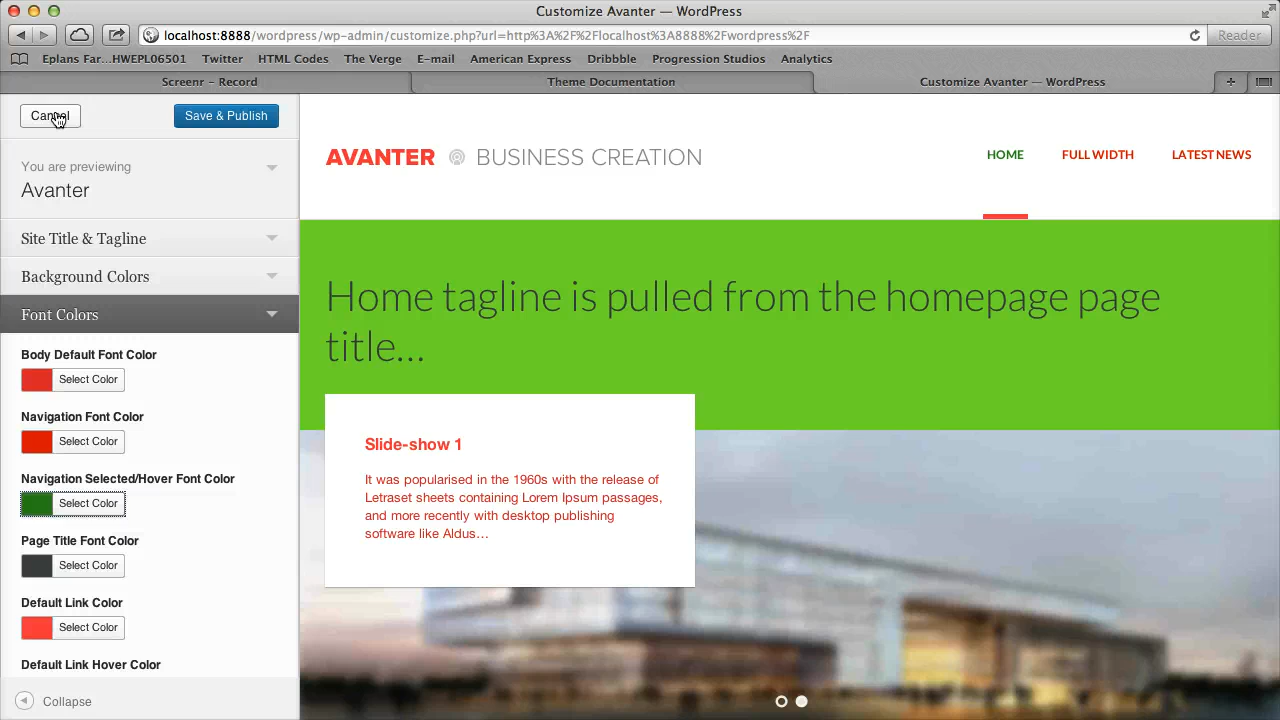 Customize Avanter — WordPress
localhost:8888/wordpress/wp-admin/customize.php?url=http%3A%2F%2Flocalhost%3A8888%2Fwordpress%2F
Reader
Eplans Far...HWEPL06501 Twitter HTML Codes The Verge E-mail American Express Dribbble Progression Studios Analytics
Screenr – Record Theme Documentation Customize Avanter — WordPress
Cancel Save & Publish
You are previewing
Avanter
Site Title & Tagline
Background Colors
Font Colors
Body Default Font Color
Select Color
Navigation Font Color
Select Color
Navigation Selected/Hover Font Color
Select Color
Page Title Font Color
Select Color
Default Link Color
Select Color
Default Link Hover Color
Collapse
AVANTER BUSINESS CREATION
HOME FULL WIDTH LATEST NEWS
Home tagline is pulled from the homepage page
title...
Slide-show 1
It was popularised in the 1960s with the release of
Letraset sheets containing Lorem Ipsum passages,
and more recently with desktop publishing
software like Aldus...